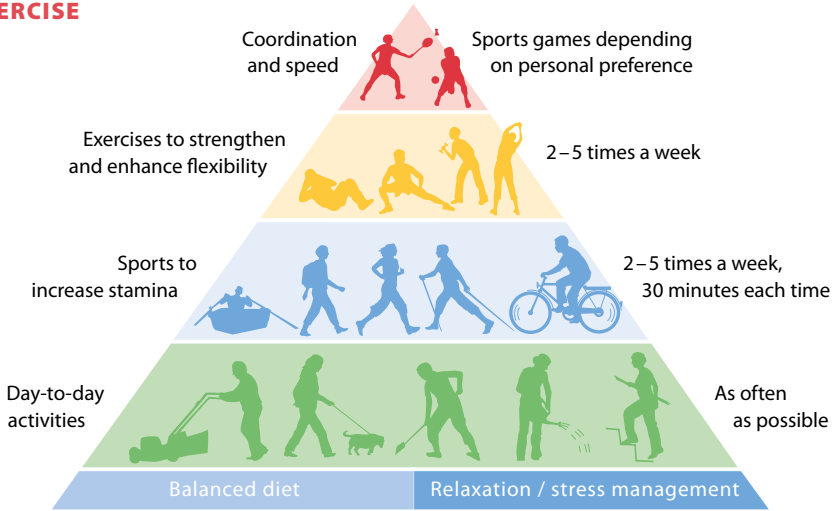 ERCISE
Coordination
and speed
Sports games depending
on personal preference
Exercises to strengthen
and enhance flexibility
2–5 times a week
Sports to
increase stamina
2–5 times a week,
30 minutes each time
Day-to-day
activities
As often
as possible
Balanced diet
Relaxation / stress management